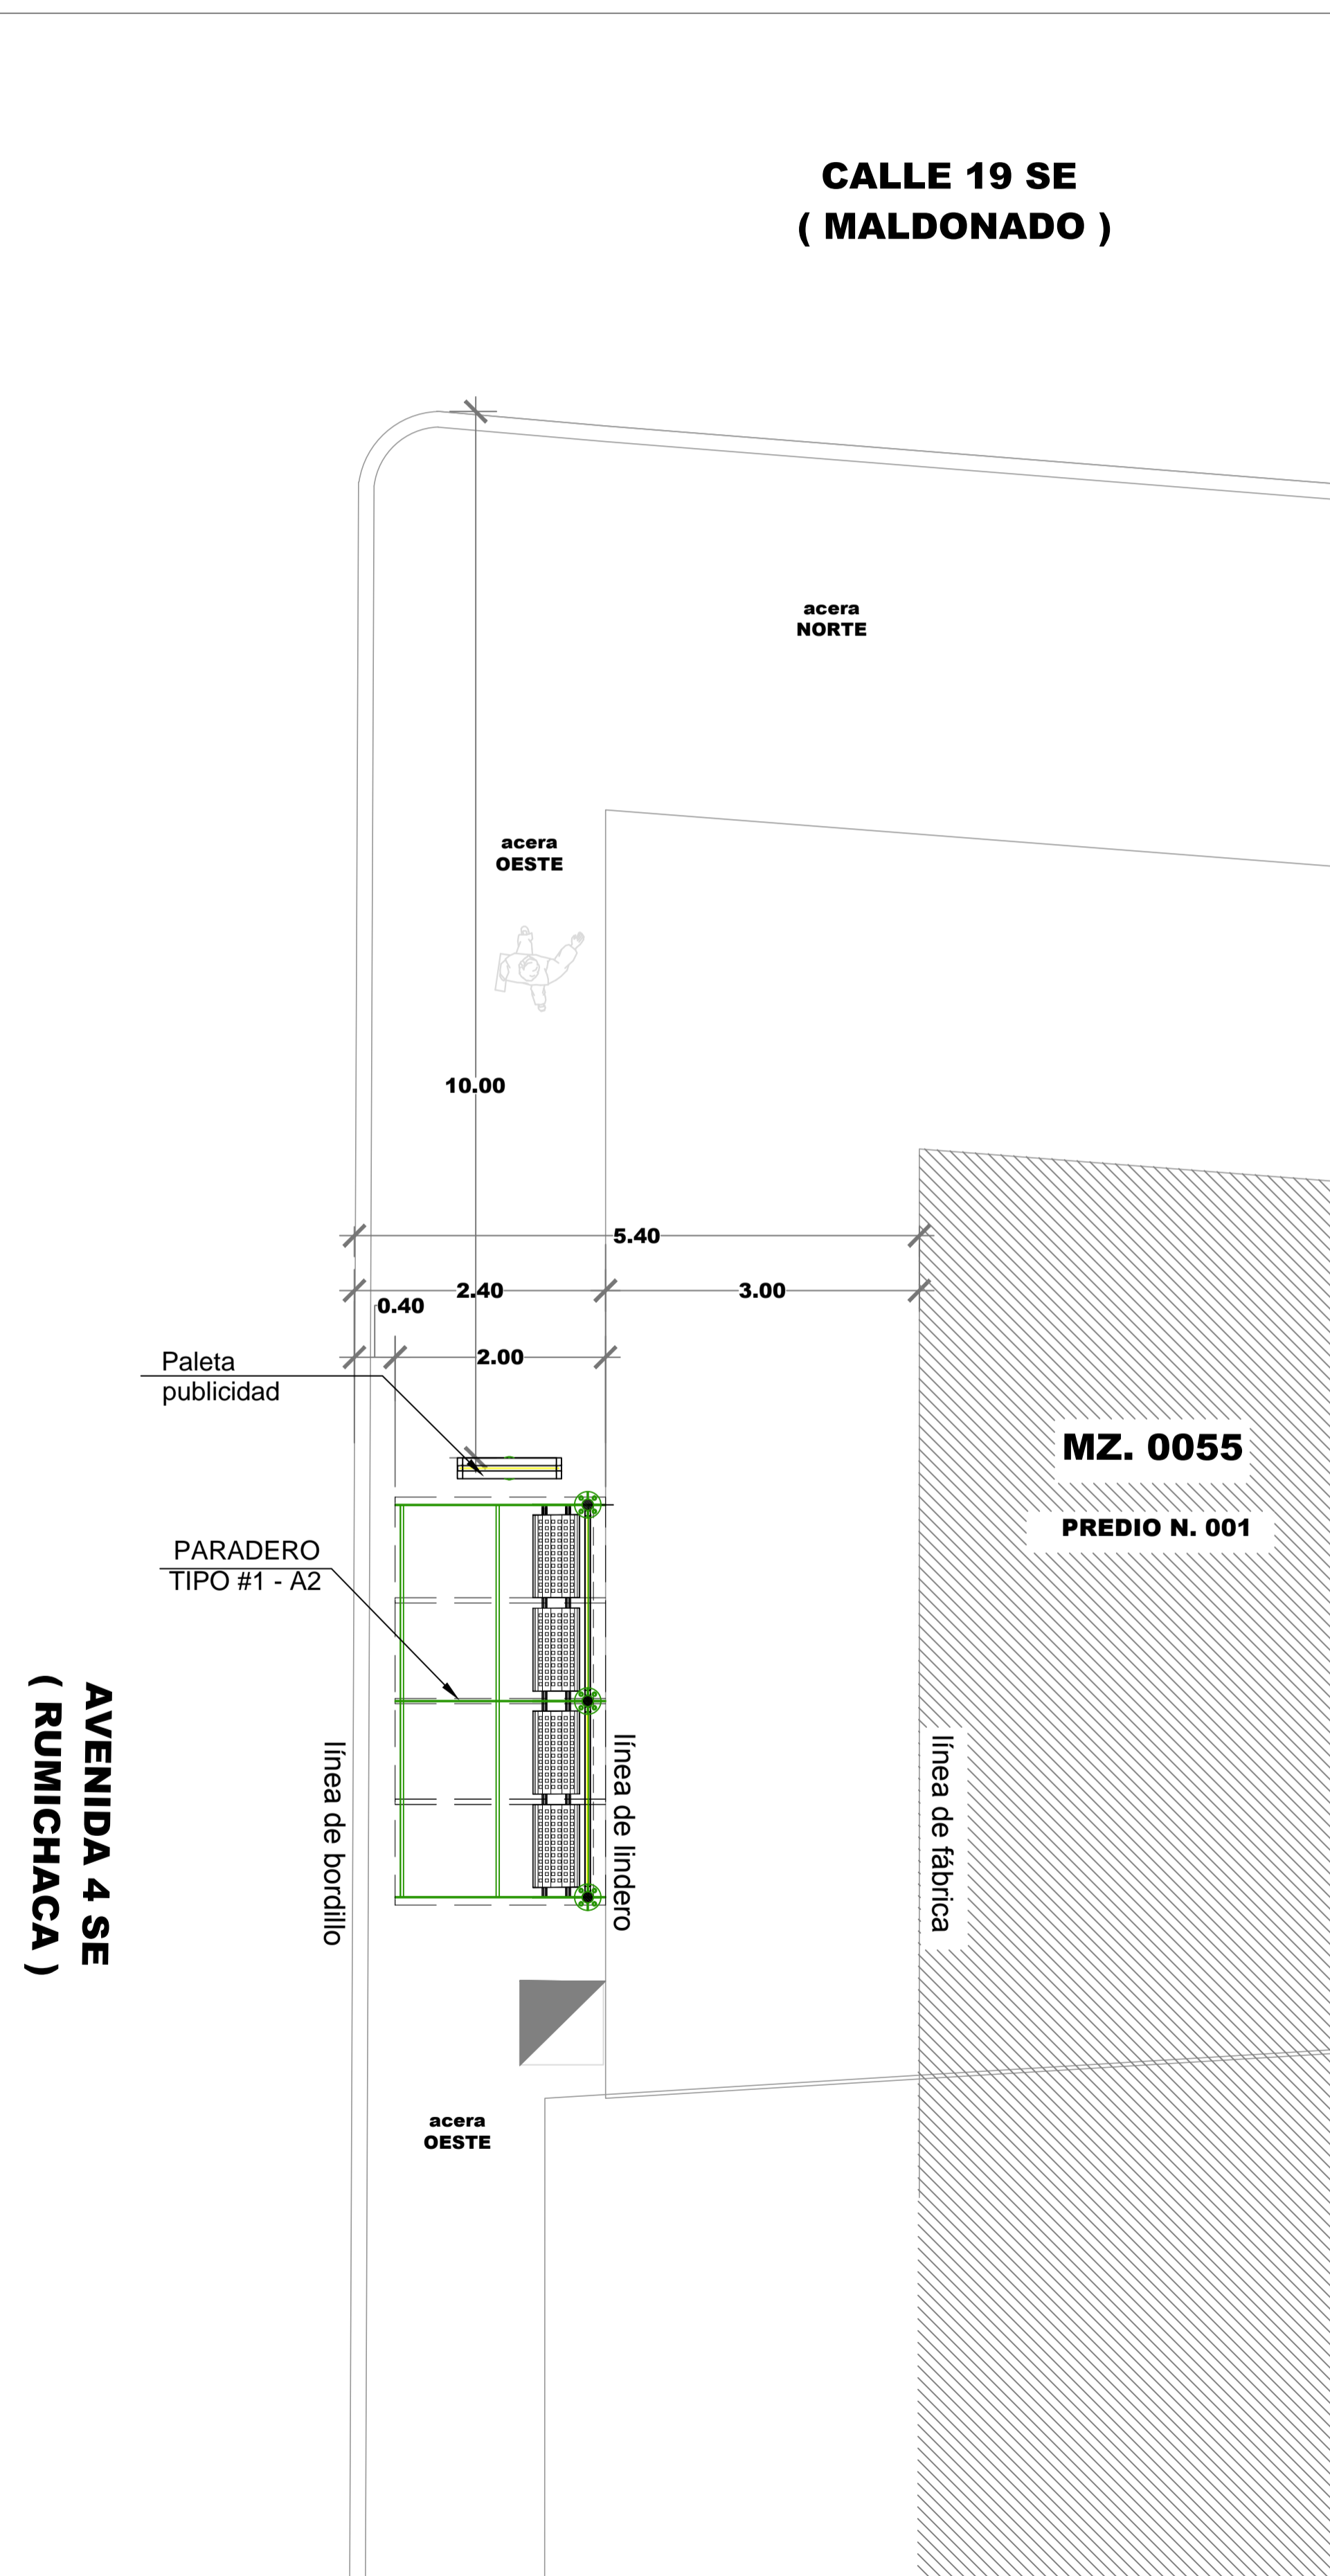 CALLE 19 SE
( MALDONADO )
acera
NORTE
acera
OESTE
10.00
5.40
2.40
3.00
0.40
2.00
Paleta
publicidad
MZ. 0055
PREDIO N. 001
PARADERO
TIPO #1 - A2
AVENIDA 4 SE
( RUMICHACA )
línea de bordillo
línea de lindero
línea de fábrica
acera
OESTE